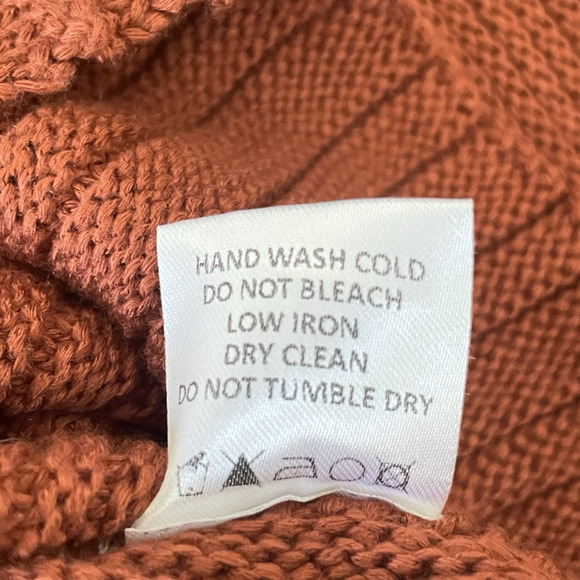 HAND WASH COLD
DO NOT BLEACH
LOW IRON
DRY CLEAN
DO NOT TUMBLE DRY